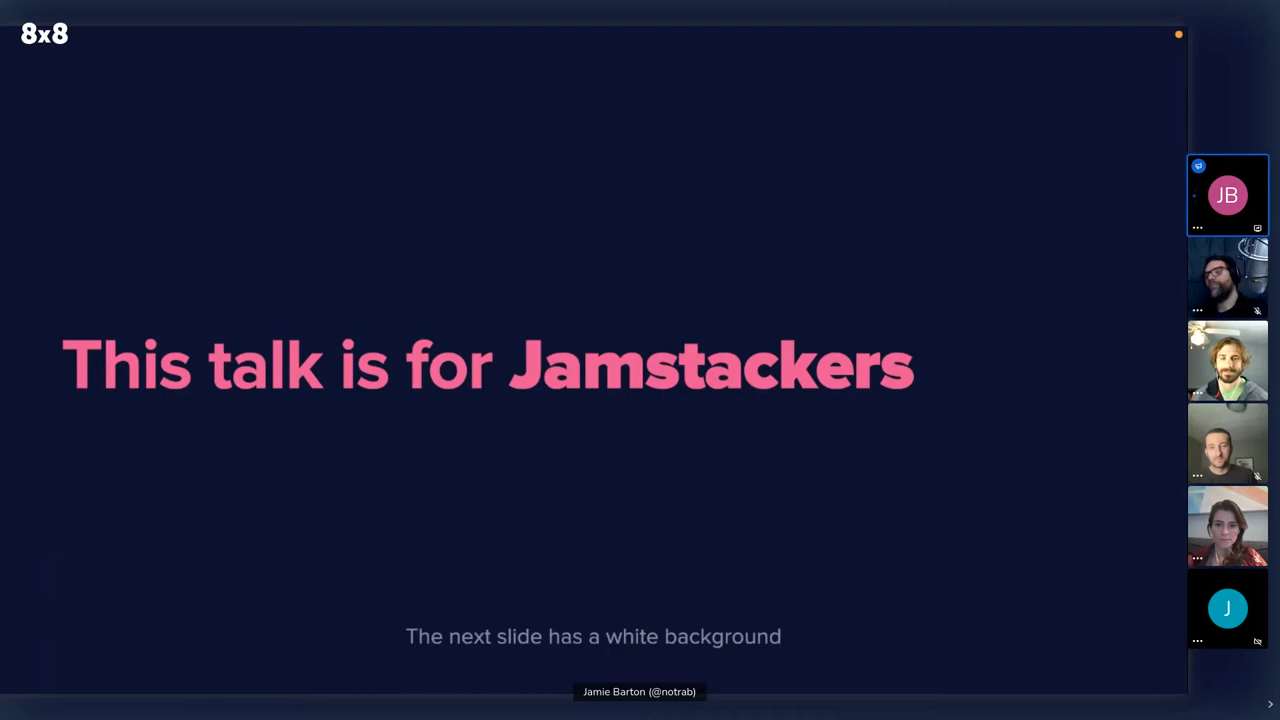 8x8
JB
This talk is for Jamstackers
The next slide has a white background
J
Jamie Barton (@notrab)